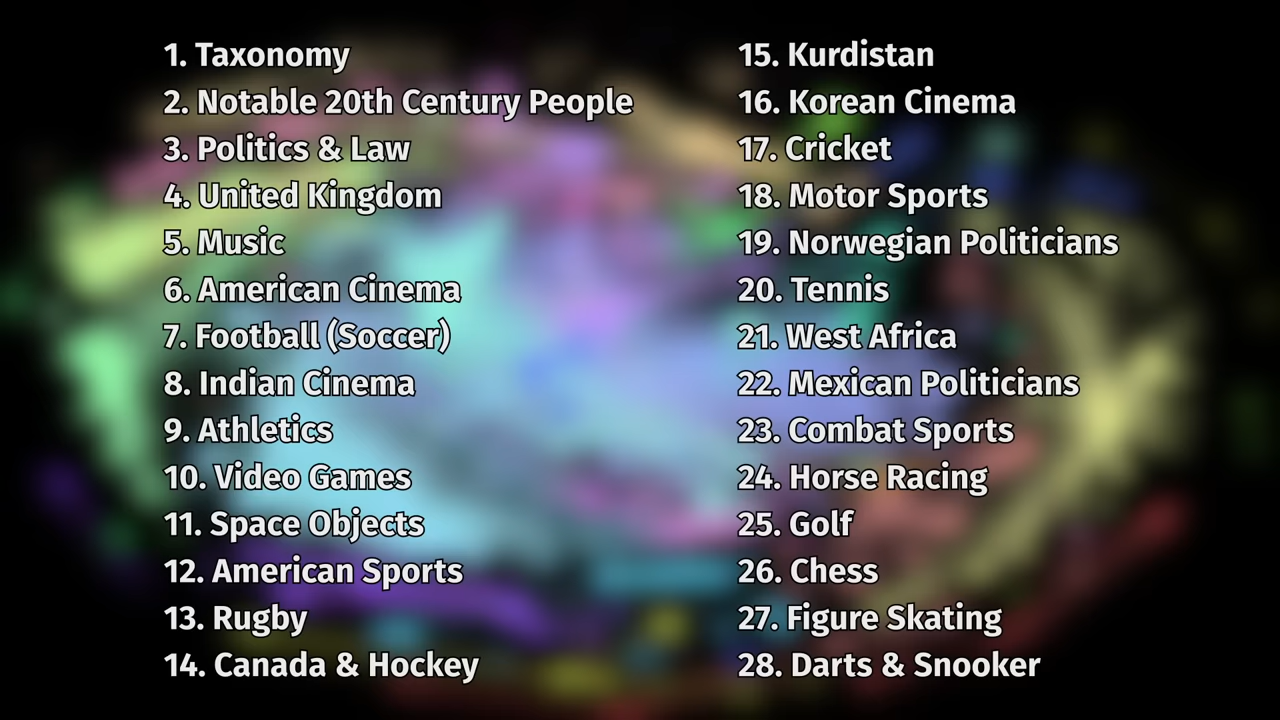 1. Taxonomy
2. Notable 20th Century People
3. Politics & Law
4. United Kingdom
5. Music
6. American Cinema
7. Football (Soccer)
8. Indian Cinema
9. Athletics
10. Video Games
11. Space Objects
12. American Sports
13. Rugby
14. Canada & Hockey
15. Kurdistan
16. Korean Cinema
17. Cricket
18. Motor Sports
19. Norwegian Politicians
20. Tennis
21. West Africa
22. Mexican Politicians
23. Combat Sports
24. Horse Racing
25. Golf
26. Chess
27. Figure Skating
28. Darts & Snooker